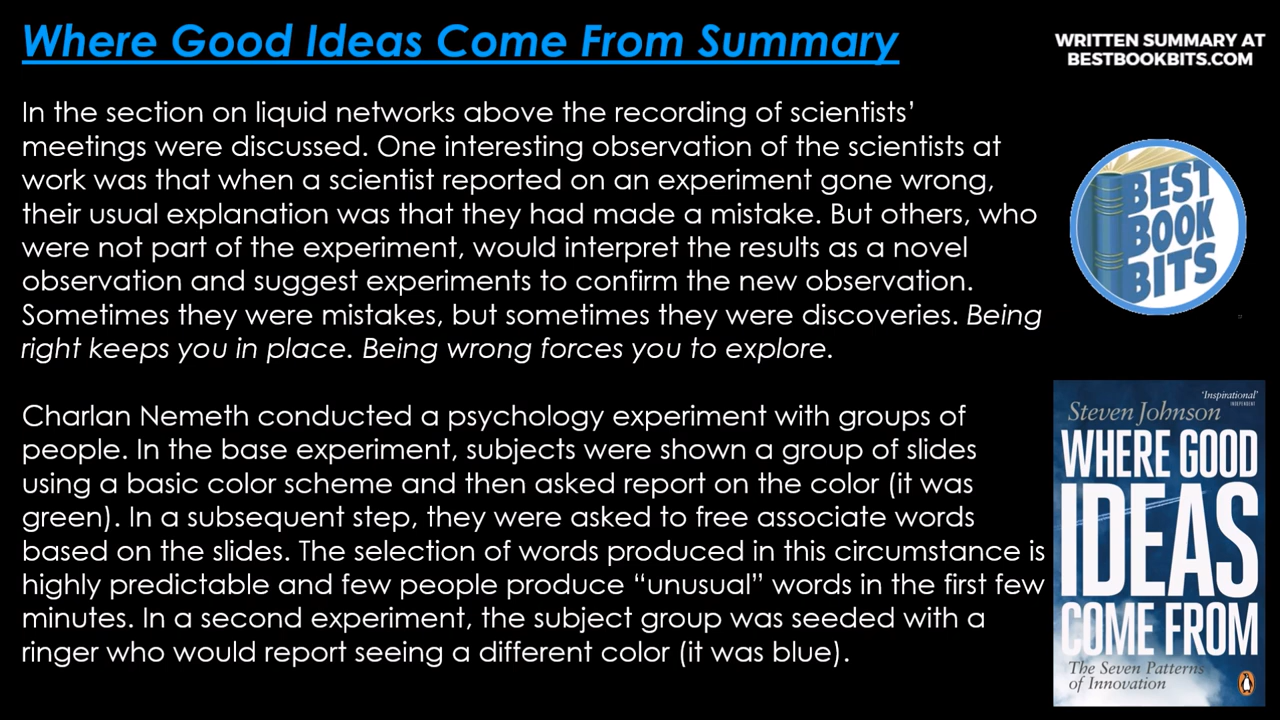 Where Good Ideas Come From Summary
WRITTEN SUMMARY AT
BESTBOOKBITS.COM
In the section on liquid networks above the recording of scientists’
meetings were discussed. One interesting observation of the scientists at
work was that when a scientist reported on an experiment gone wrong,
their usual explanation was that they had made a mistake. But others, who
were not part of the experiment, would interpret the results as a novel
observation and suggest experiments to confirm the new observation.
Sometimes they were mistakes, but sometimes they were discoveries. Being
right keeps you in place. Being wrong forces you to explore.
Charlan Nemeth conducted a psychology experiment with groups of
people. In the base experiment, subjects were shown a group of slides
using a basic color scheme and then asked report on the color (it was
green). In a subsequent step, they were asked to free associate words
based on the slides. The selection of words produced in this circumstance is
highly predictable and few people produce “unusual” words in the first few
minutes. In a second experiment, the subject group was seeded with a
ringer who would report seeing a different color (it was blue).
BEST
BOOK
BITS
'Inspirational'
INDEPENDENT
Steven Johnson
WHERE GOOD
IDEAS
COME FROM
The Seven Patterns
of Innovation